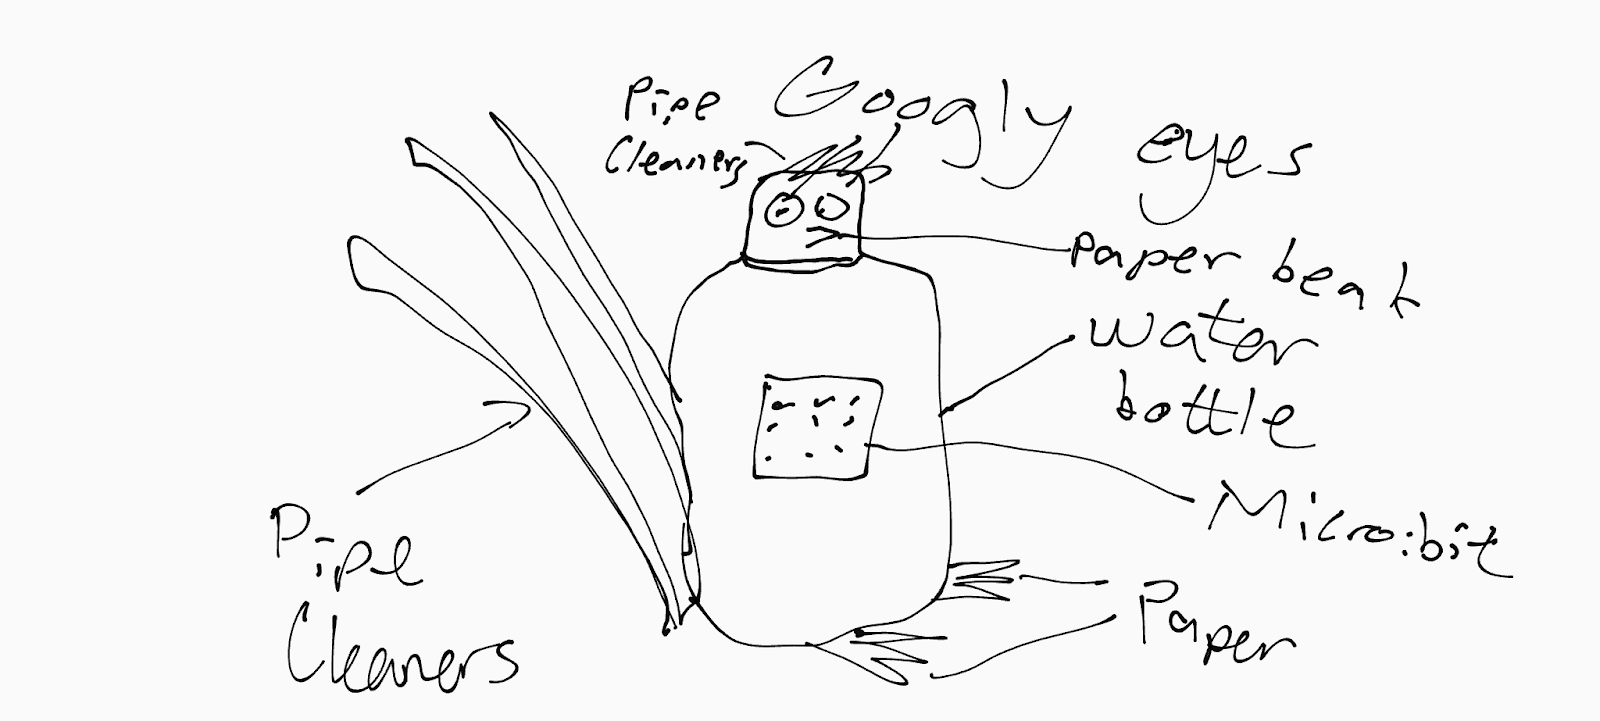 Pipe
Cleaners
Googly eyes
Paper beak
Water
bottle
Micro:bit
Paper
Pipe
Cleaners